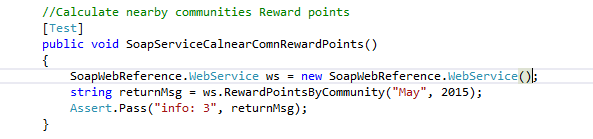 //Calculate nearby communities Reward points
[Test]
public void SoapServiceCalnearComnRewardPoints()
{
SoapWebReference.WebService ws = new SoapWebReference.WebService();
string returnMsg = ws.RewardPointsByCommunity("May", 2015);
Assert.Pass("info: 3", returnMsg);
}